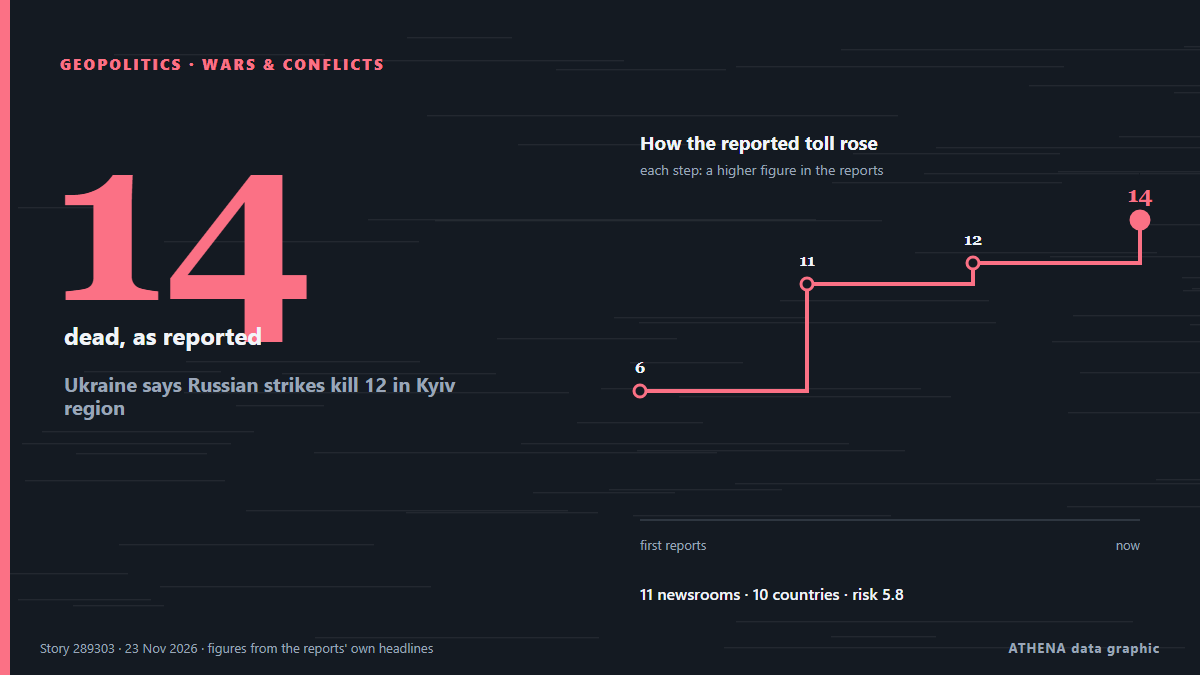 GEOPOLITICS · WARS & CONFLICTS
14
dead, as reported
Ukraine says Russian strikes kill 12 in Kyiv
region
How the reported toll rose
each step: a higher figure in the reports
6
11
12
14
first reports
now
11 newsrooms · 10 countries · risk 5.8
Story 289303 · 23 Nov 2026 · figures from the reports' own headlines
ATHENA data graphic